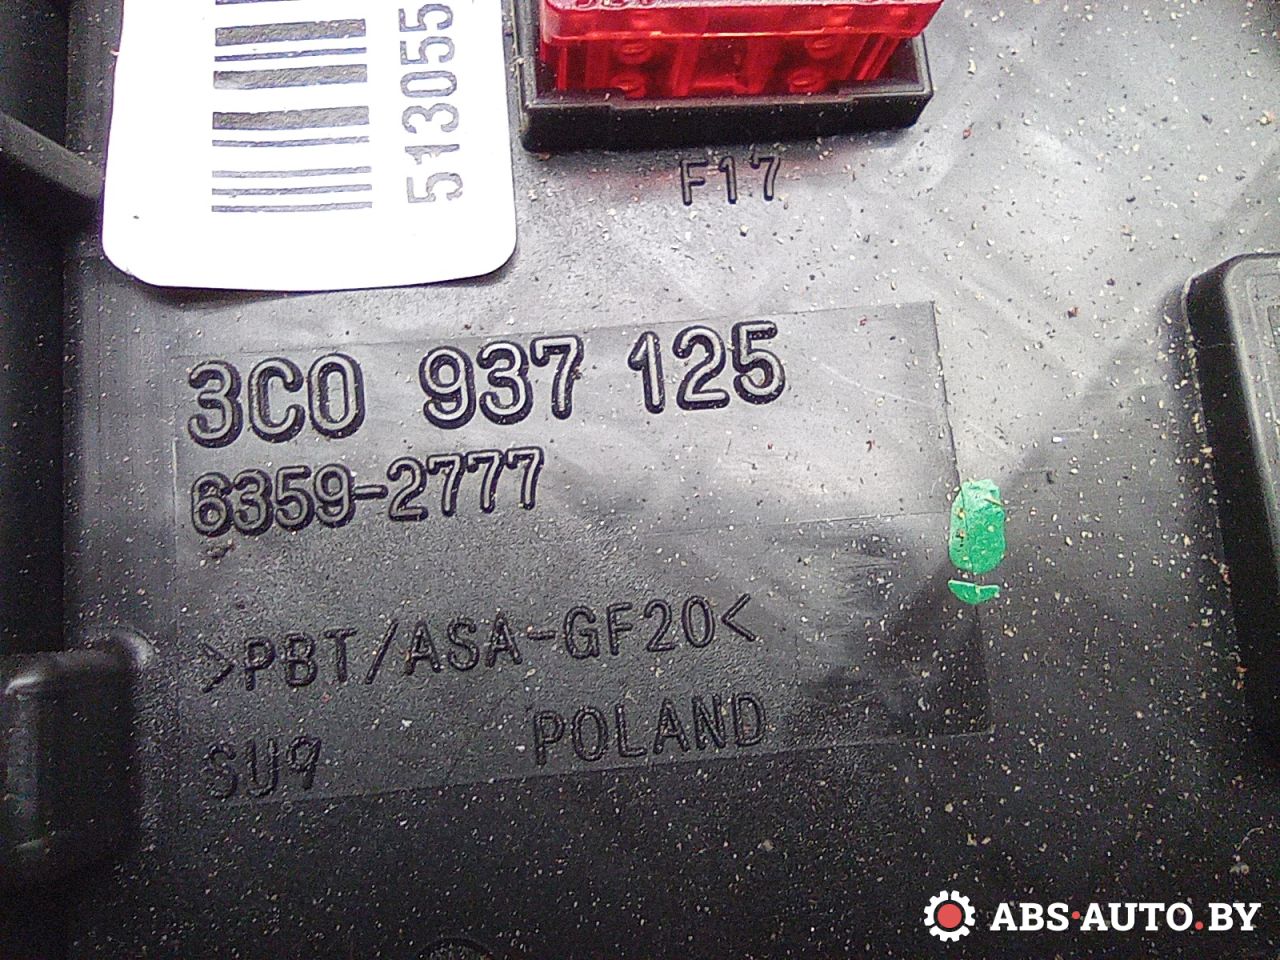 513055
F17
3C0 937 125
6359-2777
>PBT/ASA-GF20<
SU9 POLAND
ABS·AUTO.BY